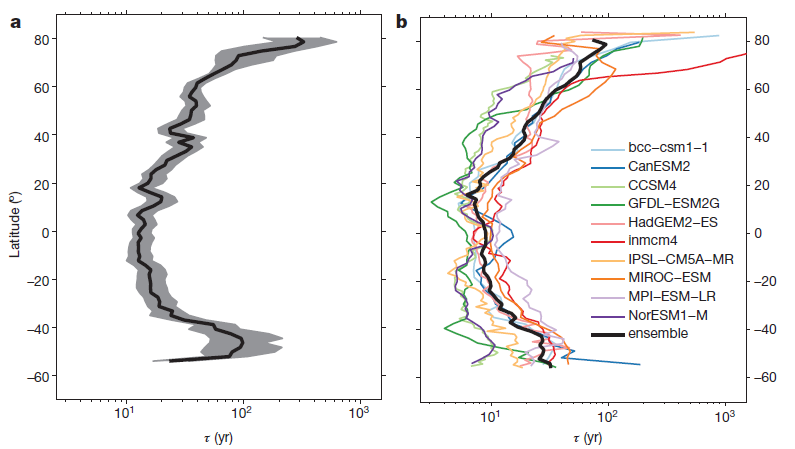 a
b
80
60
40
20
0
−20
−40
−60
Latitude (º)
10¹
10²
10³
τ (yr)
80
60
40
20
0
−20
−40
−60
10¹
10²
10³
τ (yr)
bcc−csm1−1
CanESM2
CCSM4
GFDL−ESM2G
HadGEM2−ES
inmcm4
IPSL−CM5A−MR
MIROC−ESM
MPI−ESM−LR
NorESM1−M
ensemble